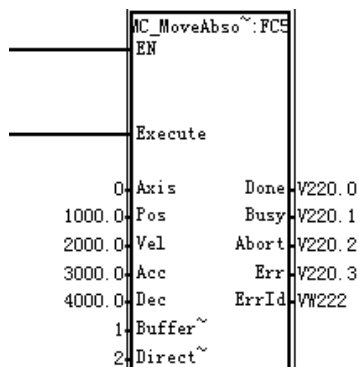 MC_MoveAbso~:FC5
EN
Execute
0 Axis Done V220.0
1000.0 Pos Busy V220.1
2000.0 Vel Abort V220.2
3000.0 Acc Err V220.3
4000.0 Dec ErrId VW222
1 Buffer~
2 Direct~